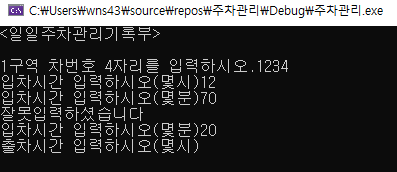 C:\Users\wns43\source\repos\주차관리\Debug\주차관리.exe
<일일주차관리기록부>
1구역 차번호 4자리를 입력하시오.1234
입차시간 입력하시오(몇시)12
입차시간 입력하시오(몇분)70
잘못입력하셨습니다
입차시간 입력하시오(몇분)20
출차시간 입력하시오(몇시)